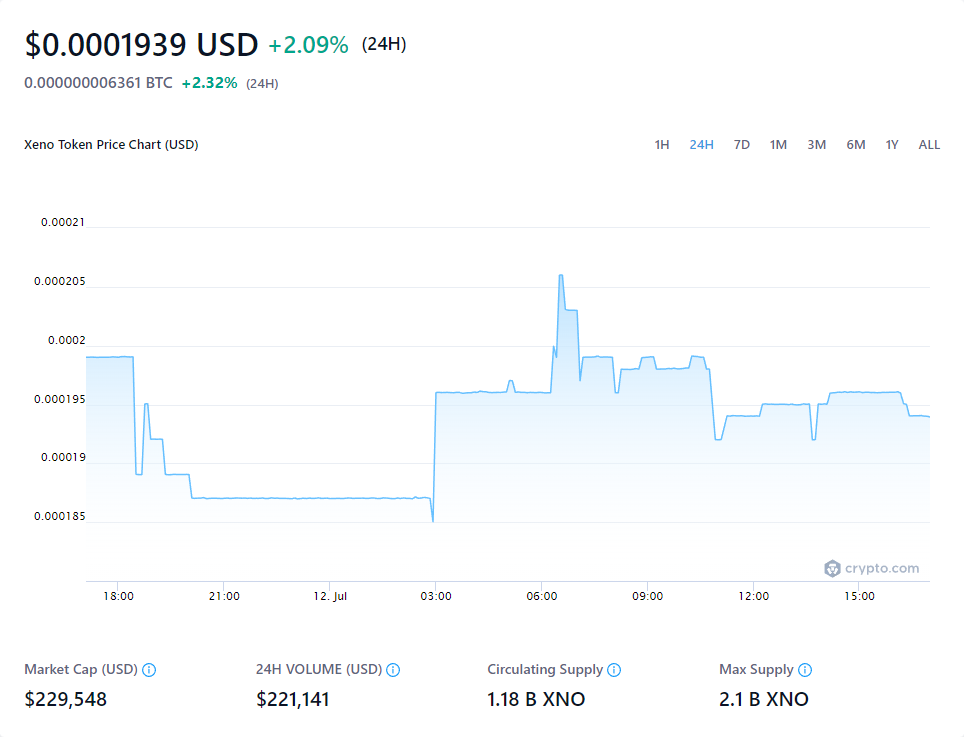 $0.0001939 USD +2.09% (24H)
0.000000006361 BTC +2.32% (24H)
Xeno Token Price Chart (USD) 1H 24H 7D 1M 3M 6M 1Y ALL
0.00021
0.000205
0.0002
0.000195
0.00019
0.000185
crypto.com
18:00 21:00 12. Jul 03:00 06:00 09:00 12:00 15:00
Market Cap (USD) 24H VOLUME (USD) Circulating Supply Max Supply
$229,548 $221,141 1.18 B XNO 2.1 B XNO